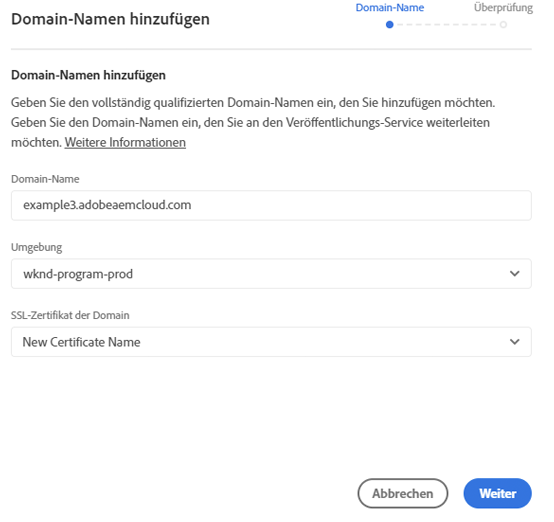 Domain-Namen hinzufügen
Domain-Name
Überprüfung
Domain-Namen hinzufügen
Geben Sie den vollständig qualifizierten Domain-Namen ein, den Sie hinzufügen möchten.
Geben Sie den Domain-Namen ein, den Sie an den Veröffentlichungs-Service weiterleiten
möchten. Weitere Informationen
Domain-Name
example3.adobeaemcloud.com
Umgebung
wknd-program-prod
SSL-Zertifikat der Domain
New Certificate Name
Abbrechen
Weiter